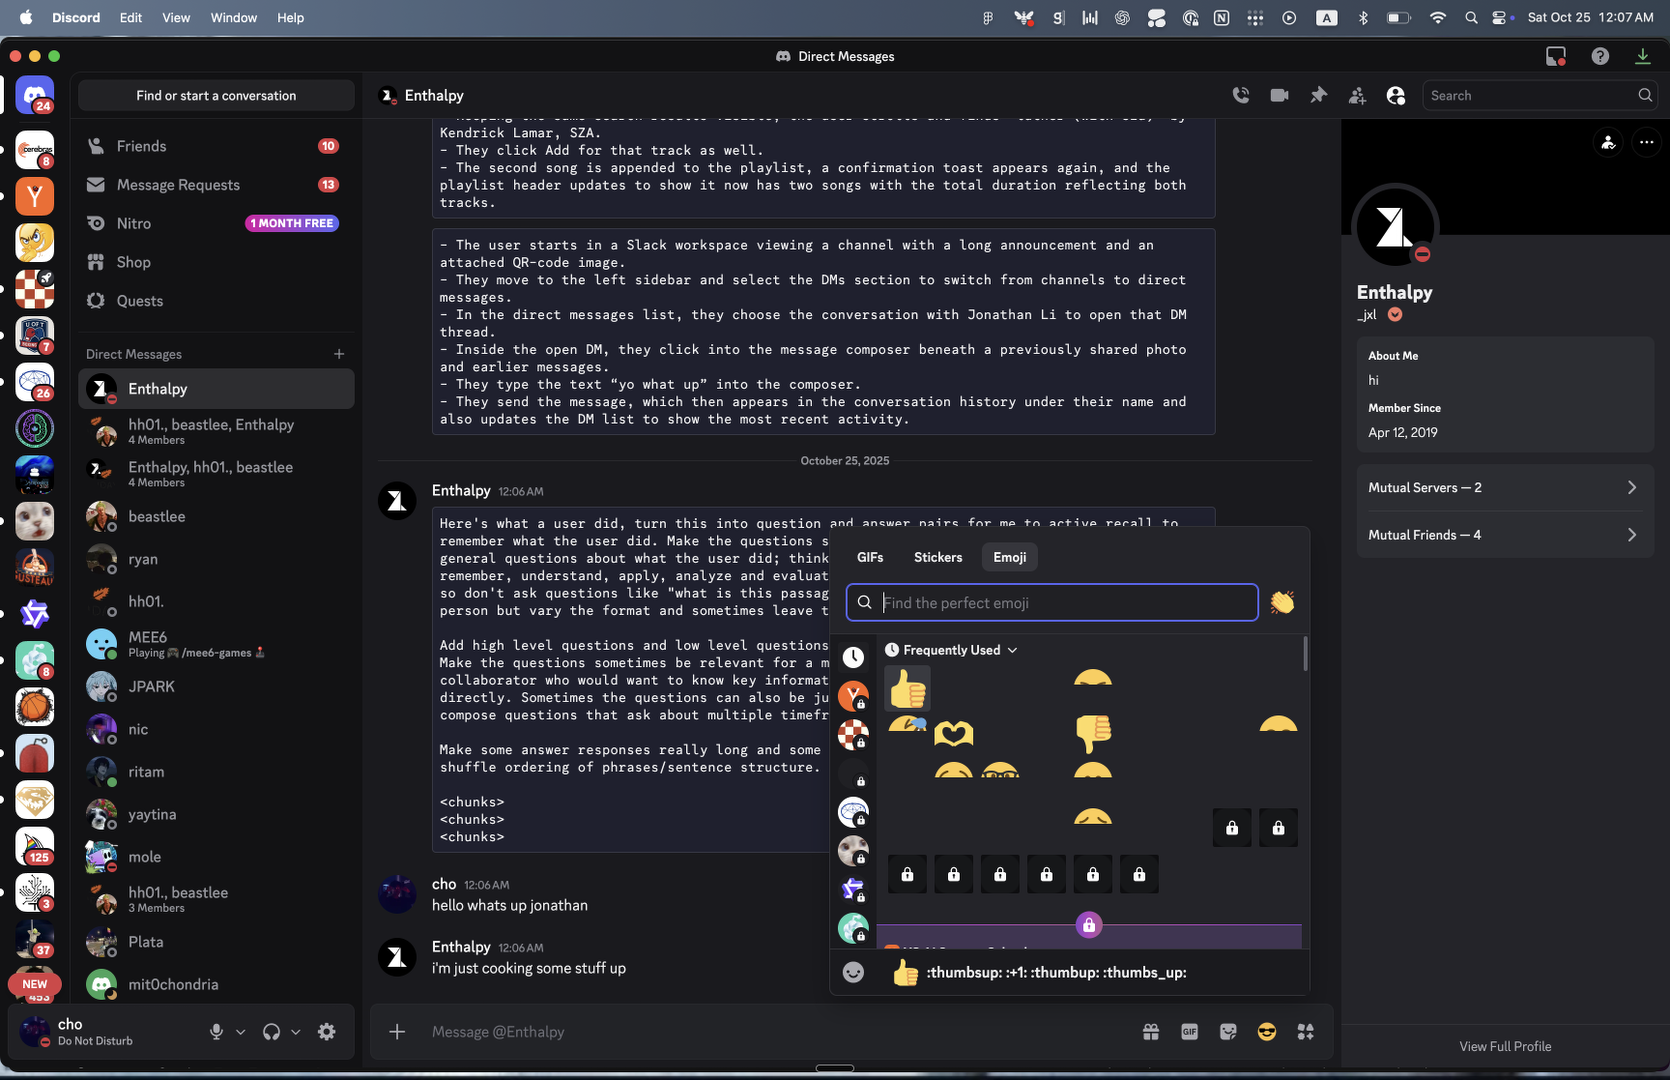 Discord Edit View Window Help
Sat Oct 25 12:07 AM
Direct Messages
24
8
7
26
8
125
3
37
NEW
453
Find or start a conversation
Friends 10
Message Requests 13
Nitro 1 MONTH FREE
Shop
Quests
Direct Messages
Enthalpy
hh01., beastlee, Enthalpy
4 Members
Enthalpy, hh01., beastlee
4 Members
beastlee
ryan
hh01.
MEE6
Playing 🎮 /mee6-games 🕹️
JPARK
nic
ritam
yaytina
mole
hh01., beastlee
3 Members
Plata
mit0chondria
cho
Do Not Disturb
Enthalpy
Search
Kendrick Lamar, SZA.
- They click Add for that track as well.
- The second song is appended to the playlist, a confirmation toast appears again, and the
playlist header updates to show it now has two songs with the total duration reflecting both
tracks.
- The user starts in a Slack workspace viewing a channel with a long announcement and an
attached QR-code image.
- They move to the left sidebar and select the DMs section to switch from channels to direct
messages.
- In the direct messages list, they choose the conversation with Jonathan Li to open that DM
thread.
- Inside the open DM, they click into the message composer beneath a previously shared photo
and earlier messages.
- They type the text “yo what up” into the composer.
- They send the message, which then appears in the conversation history under their name and
also updates the DM list to show the most recent activity.
October 25, 2025
Enthalpy 12:06 AM
Here's what a user did, turn this into question and answer pairs for me to active recall to
remember what the user did. Make the questions s
general questions about what the user did; think
remember, understand, apply, analyze and evaluat
so don't ask questions like "what is this passag
person but vary the format and sometimes leave t
Add high level questions and low level questions
Make the questions sometimes be relevant for a m
collaborator who would want to know key informat
directly. Sometimes the questions can also be ju
compose questions that ask about multiple timefr
Make some answer responses really long and some
shuffle ordering of phrases/sentence structure.
<chunks>
<chunks>
<chunks>
cho 12:06 AM
hello whats up jonathan
Enthalpy 12:06 AM
i'm just cooking some stuff up
Message @Enthalpy
GIF
GIFs Stickers Emoji
Find the perfect emoji
Frequently Used
:thumbsup: :+1: :thumbup: :thumbs_up:
Enthalpy
_jxl
About Me
hi
Member Since
Apr 12, 2019
Mutual Servers — 2
Mutual Friends — 4
View Full Profile